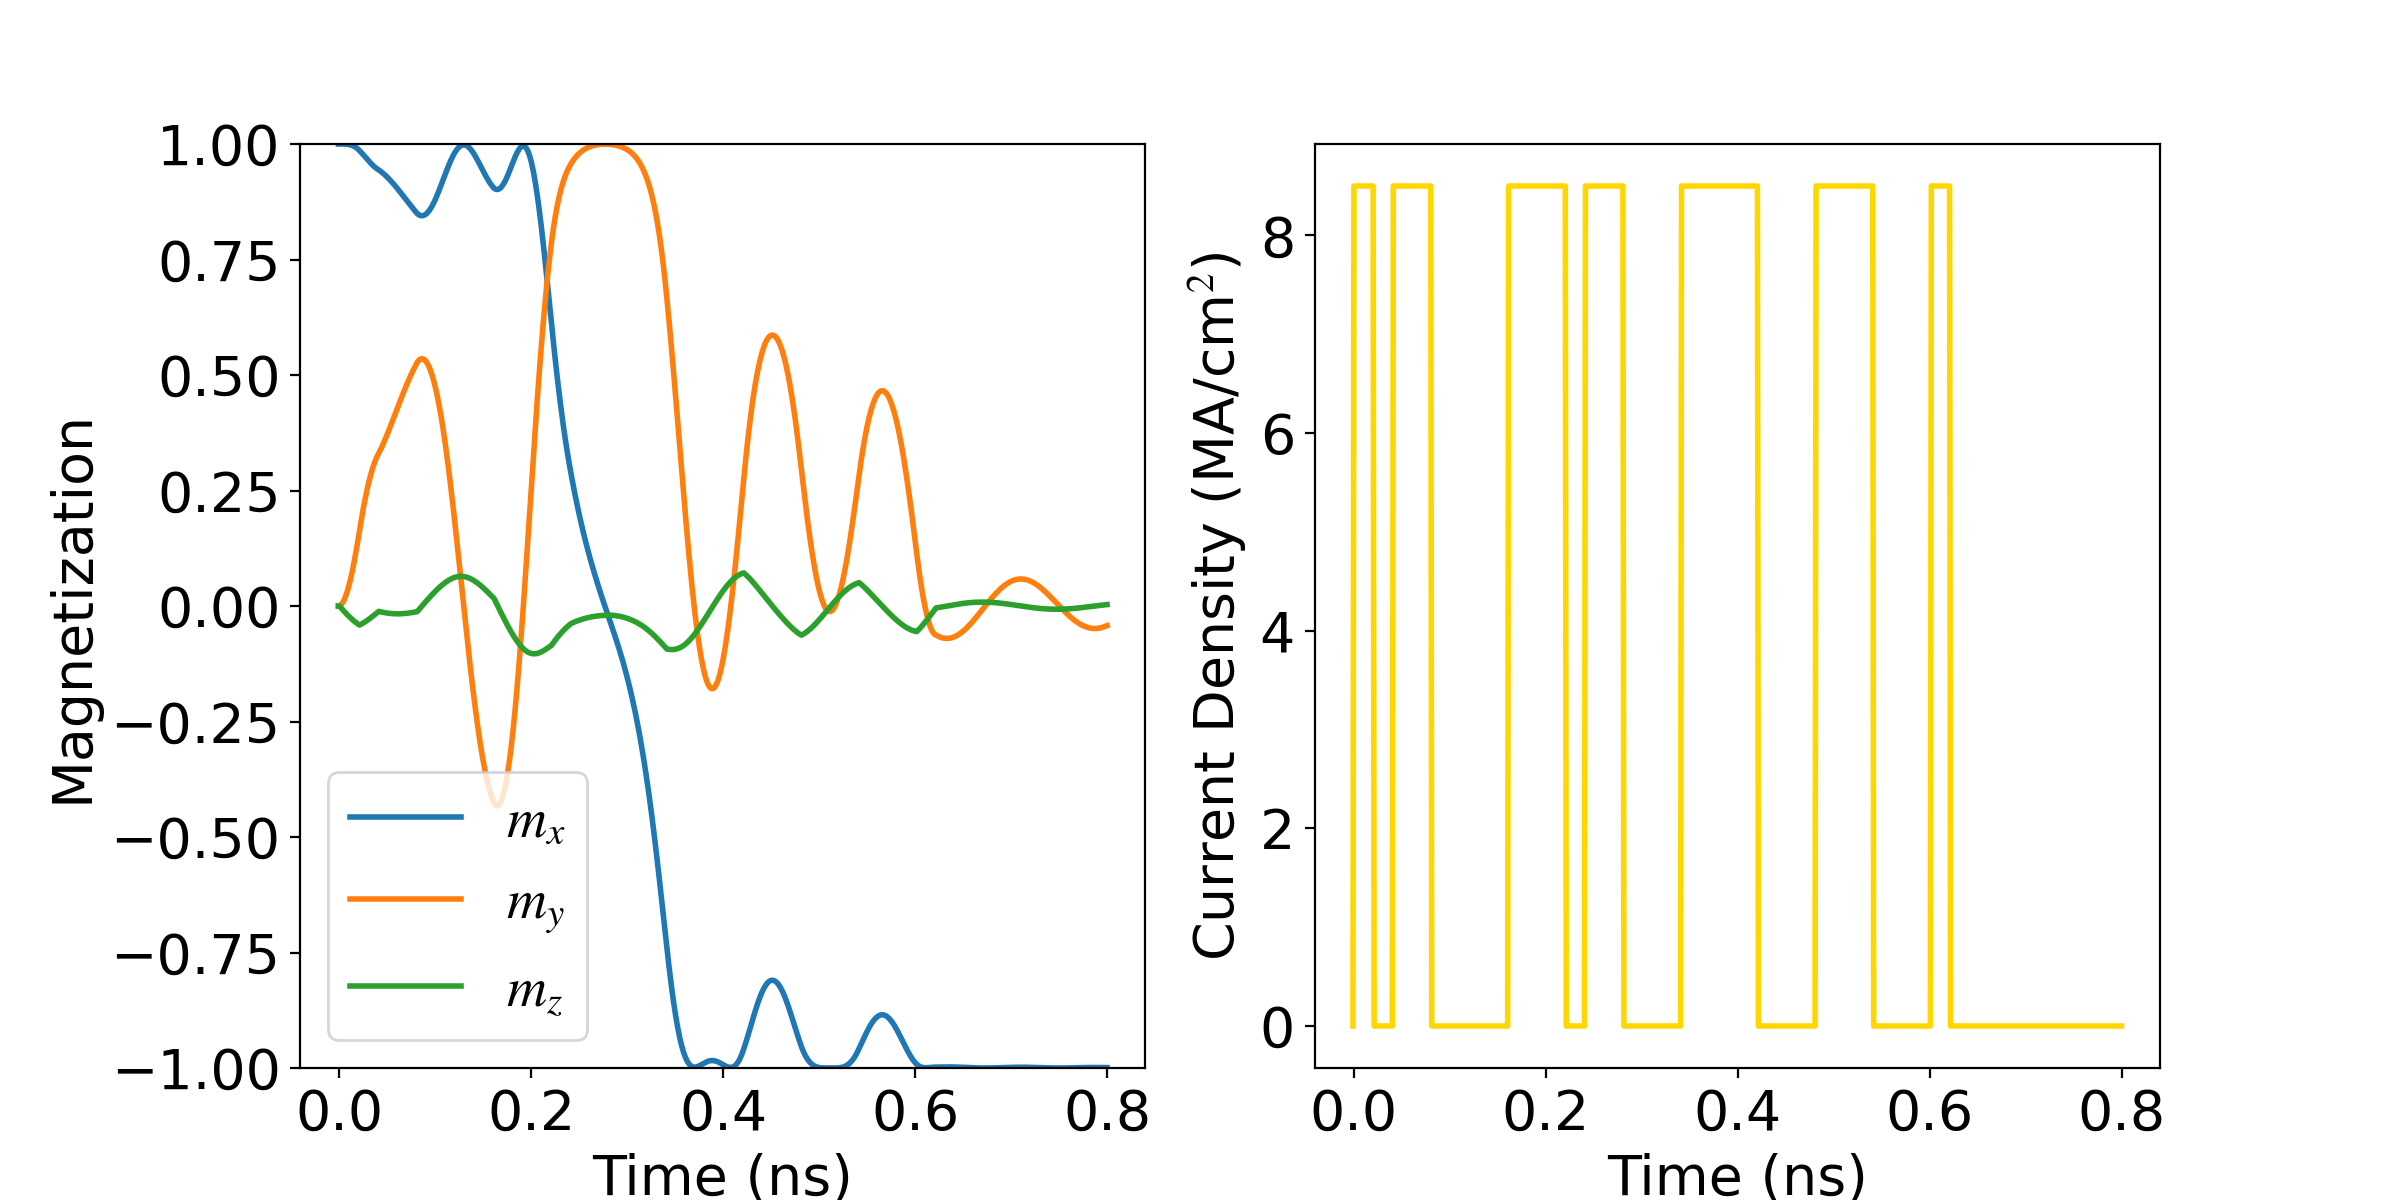 Magnetization
1.00
0.75
0.50
0.25
0.00
−0.25
−0.50
−0.75
−1.00
0.0 0.2 0.4 0.6 0.8
Time (ns)
m_x
m_y
m_z
Current Density (MA/cm²)
8
6
4
2
0
0.0 0.2 0.4 0.6 0.8
Time (ns)